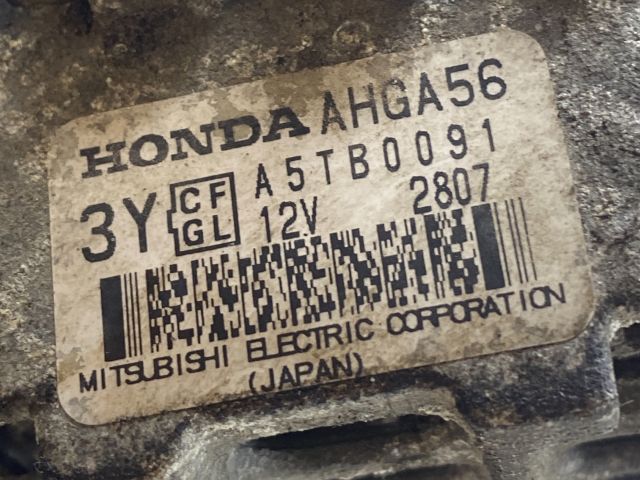 HONDA AHGA56
3Y CF GL A5TB0091
12V 2807
MITSUBISHI ELECTRIC CORPORATION
(JAPAN)